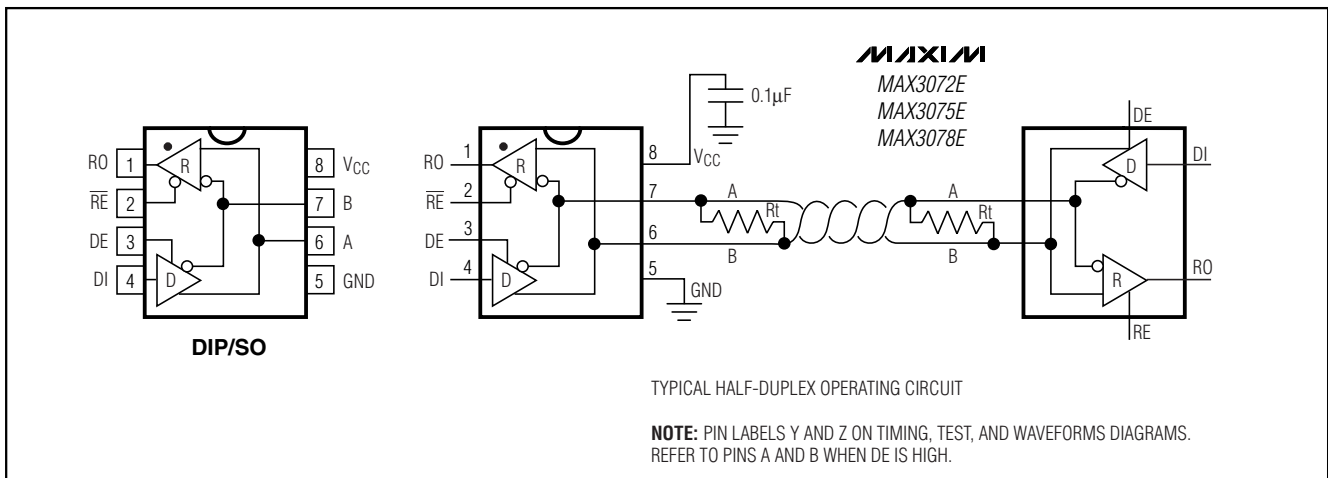 MAXIM
MAX3072E
MAX3075E
MAX3078E
0.1µF
RO 1
R
8 VCC
RE 2
7 B
DE 3
6 A
DI 4
D
5 GND
DIP/SO
RO 1
R
8 VCC
RE 2
7
DE 3
6
DI 4
D
5
GND
A
Rt
B
A
Rt
B
DE
D
DI
R
RO
RE
TYPICAL HALF-DUPLEX OPERATING CIRCUIT
NOTE: PIN LABELS Y AND Z ON TIMING, TEST, AND WAVEFORMS DIAGRAMS.
REFER TO PINS A AND B WHEN DE IS HIGH.